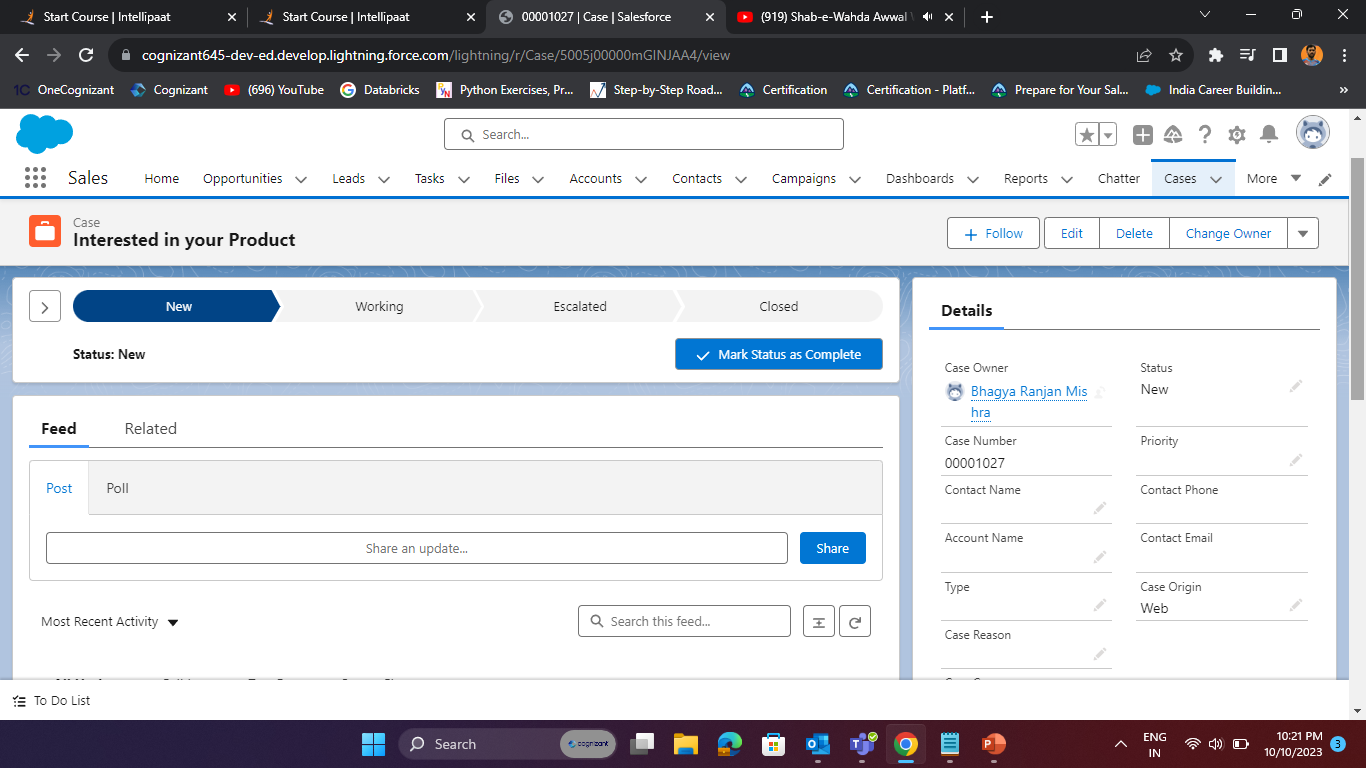 Start Course | Intellipaat
Start Course | Intellipaat
00001027 | Case | Salesforce
(919) Shab-e-Wahda Awwal
cognizant645-dev-ed.develop.lightning.force.com/lightning/r/Case/5005j00000mGINJAA4/view
1C OneCognizant
Cognizant
(696) YouTube
Databricks
Python Exercises, Pr...
Step-by-Step Road...
Certification
Certification - Platf...
Prepare for Your Sal...
India Career Buildin...
»
Search...
Sales
Home
Opportunities
Leads
Tasks
Files
Accounts
Contacts
Campaigns
Dashboards
Reports
Chatter
Cases
More
Case
Interested in your Product
+ Follow
Edit
Delete
Change Owner
New
Working
Escalated
Closed
Status: New
Mark Status as Complete
Feed
Related
Post
Poll
Share an update...
Share
Most Recent Activity
Search this feed...
Details
Case Owner
Bhagya Ranjan Mis
hra
Status
New
Case Number
00001027
Priority
Contact Name
Contact Phone
Account Name
Contact Email
Type
Case Origin
Web
Case Reason
To Do List
Search
cognizant
ENG
IN
10:21 PM
10/10/2023
3